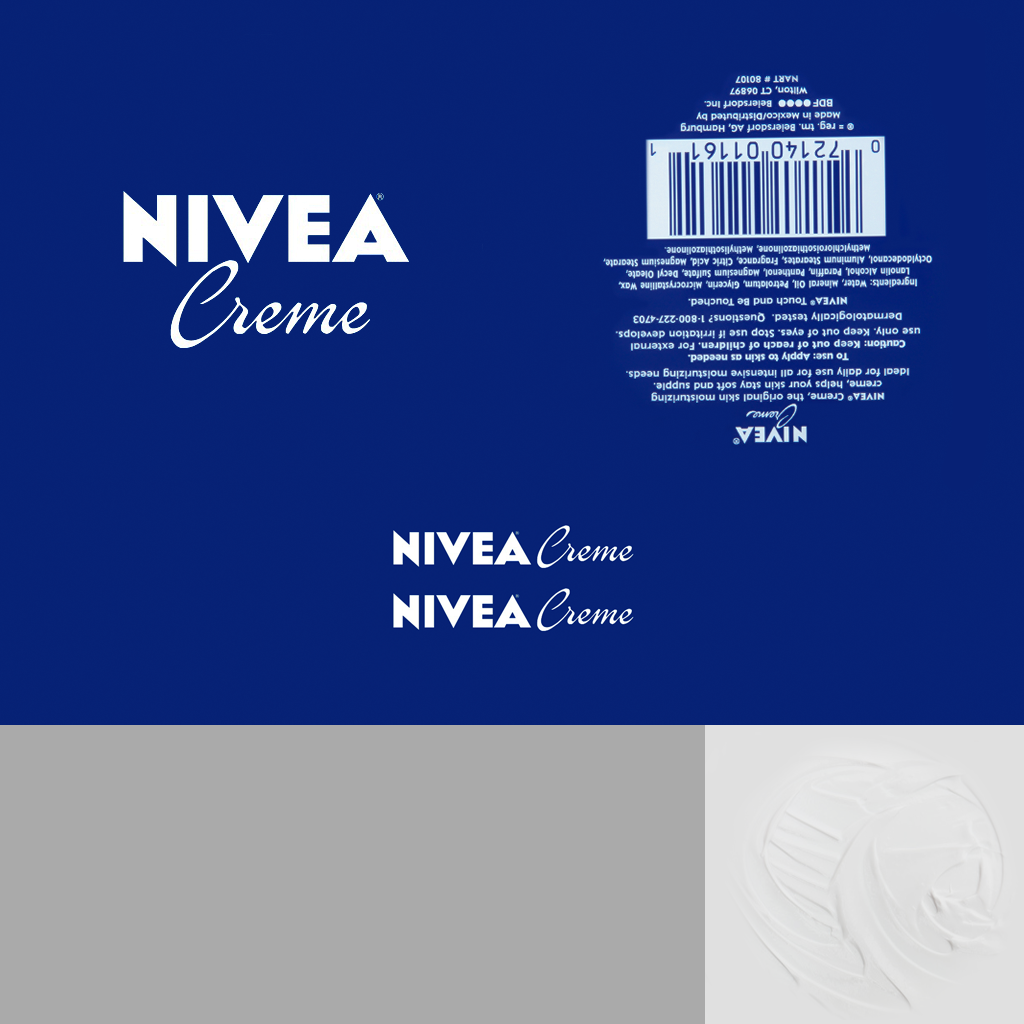 NIVEA®
Creme
NIVEA®
Creme
NIVEA® Creme, the original skin moisturizing
creme, helps your skin stay soft and supple.
Ideal for daily use for all intensive moisturizing needs.
To use: Apply to skin as needed.
Caution: Keep out of reach of children. For external
use only. Keep out of eyes. Stop use if irritation develops.
Dermatologically tested. Questions? 1-800-227-4703
NIVEA® Touch and Be Touched.
Ingredients: Water, Mineral Oil, Petrolatum, Glycerin, Microcrystalline Wax,
Lanolin Alcohol, Paraffin, Panthenol, Magnesium Sulfate, Decyl Oleate,
Octyldodecanol, Aluminum Stearates, Fragrance, Citric Acid, Magnesium Stearate,
Methylchloroisothiazolinone, Methylisothiazolinone.
0 72140 01161 1
® = reg. tm. Beiersdorf AG, Hamburg
Made in Mexico/Distributed by
BDF ●●●● Beiersdorf Inc.
Wilton, CT 06897
NART # 80107
NIVEA® Creme
NIVEA® Creme